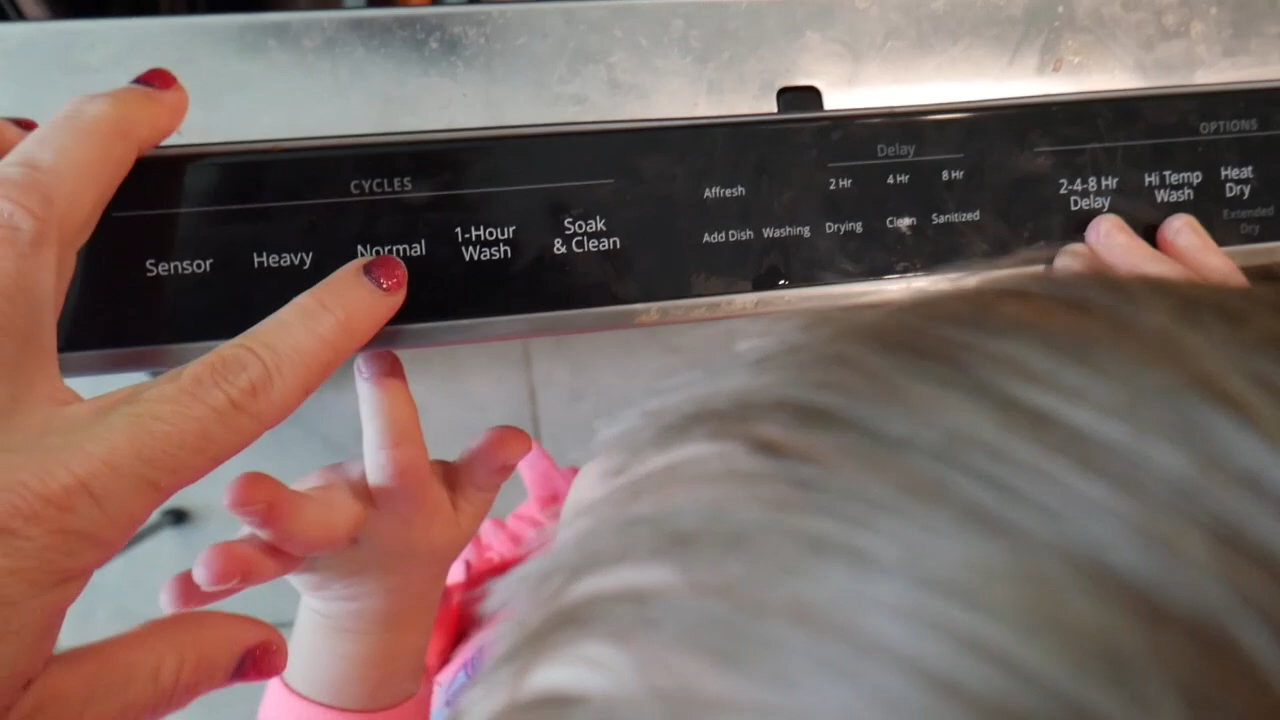 CYCLES
Sensor
Heavy
Normal
1-Hour
Wash
Soak
& Clean
Affresh
Add Dish
Washing
Delay
2 Hr
4 Hr
8 Hr
Drying
Clean
Sanitized
OPTIONS
2-4-8 Hr
Delay
Hi Temp
Wash
Heat
Dry
Extended
Dry